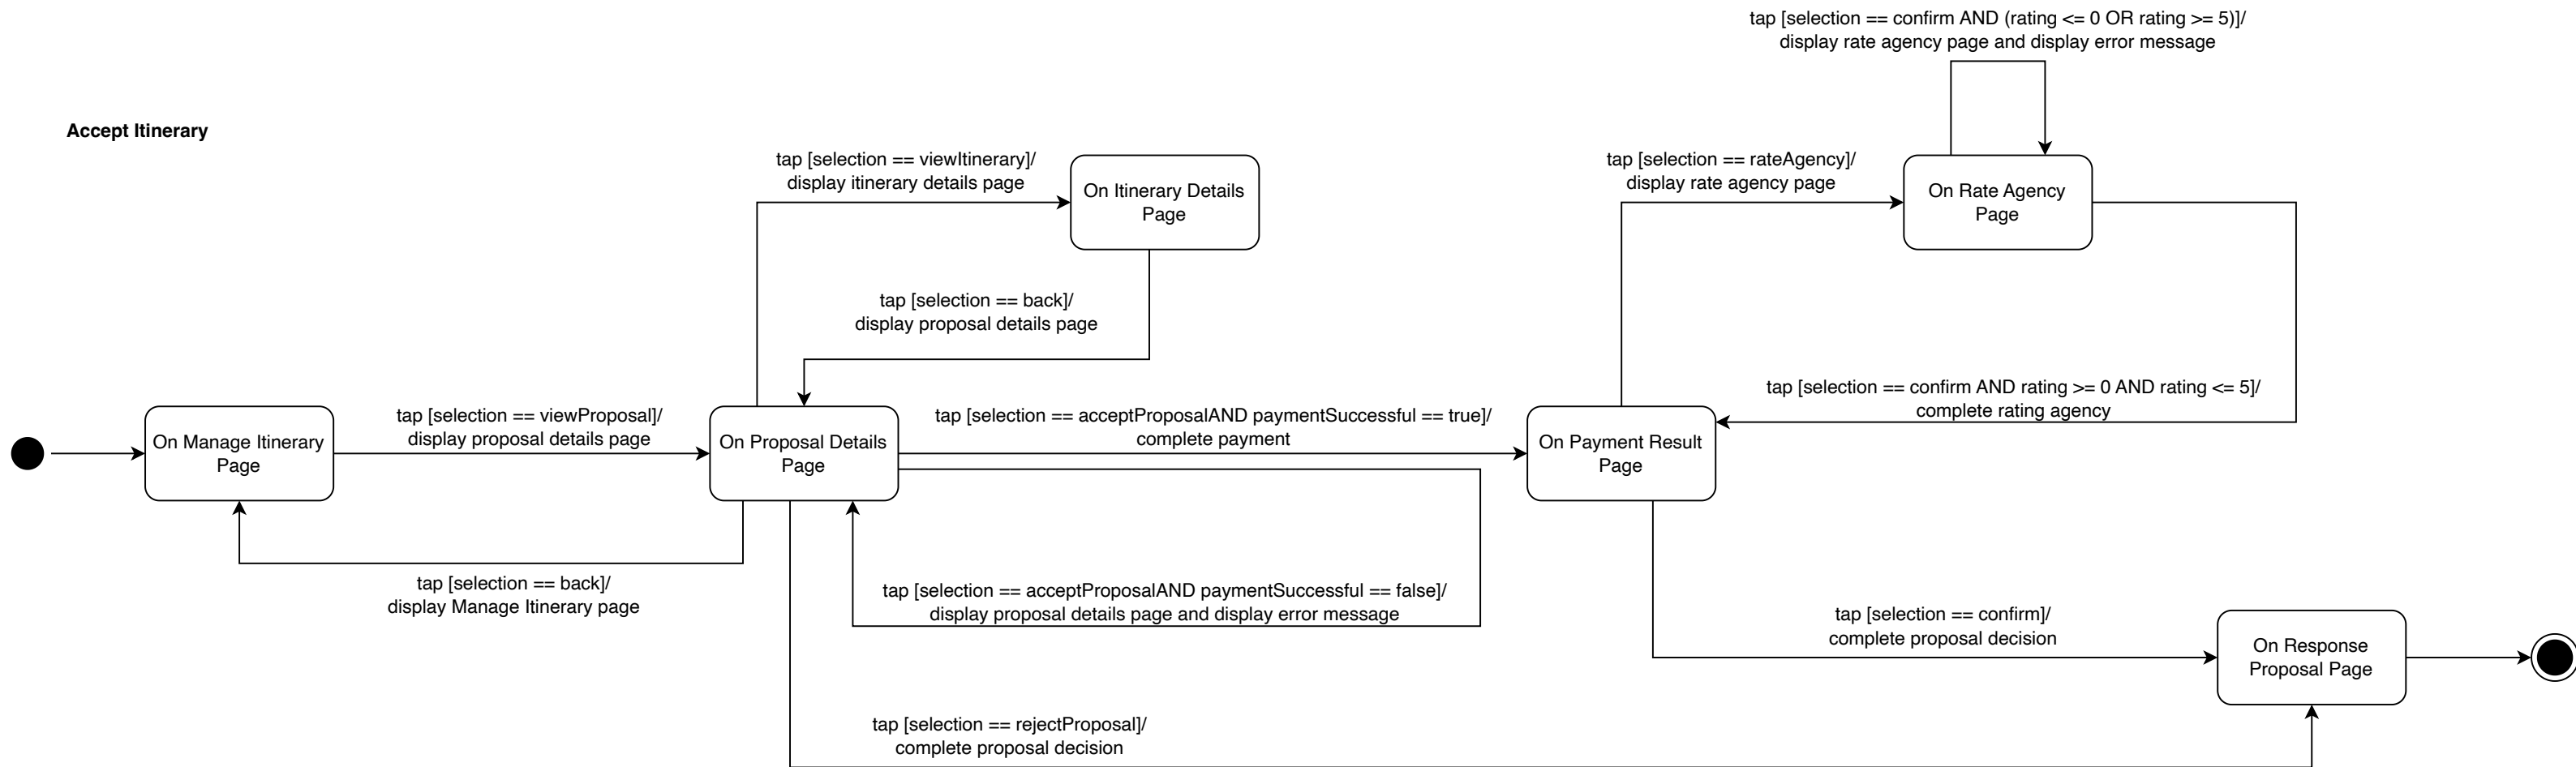 tap [selection == confirm AND (rating <= 0 OR rating >= 5)]/
display rate agency page and display error message
Accept Itinerary
tap [selection == viewItinerary]/
display itinerary details page
On Itinerary Details
Page
tap [selection == rateAgency]/
display rate agency page
On Rate Agency
Page
tap [selection == back]/
display proposal details page
On Manage Itinerary
Page
tap [selection == viewProposal]/
display proposal details page
On Proposal Details
Page
tap [selection == acceptProposalAND paymentSuccessful == true]/
complete payment
On Payment Result
Page
tap [selection == confirm AND rating >= 0 AND rating <= 5]/
complete rating agency
tap [selection == back]/
display Manage Itinerary page
tap [selection == acceptProposalAND paymentSuccessful == false]/
display proposal details page and display error message
tap [selection == confirm]/
complete proposal decision
On Response
Proposal Page
tap [selection == rejectProposal]/
complete proposal decision